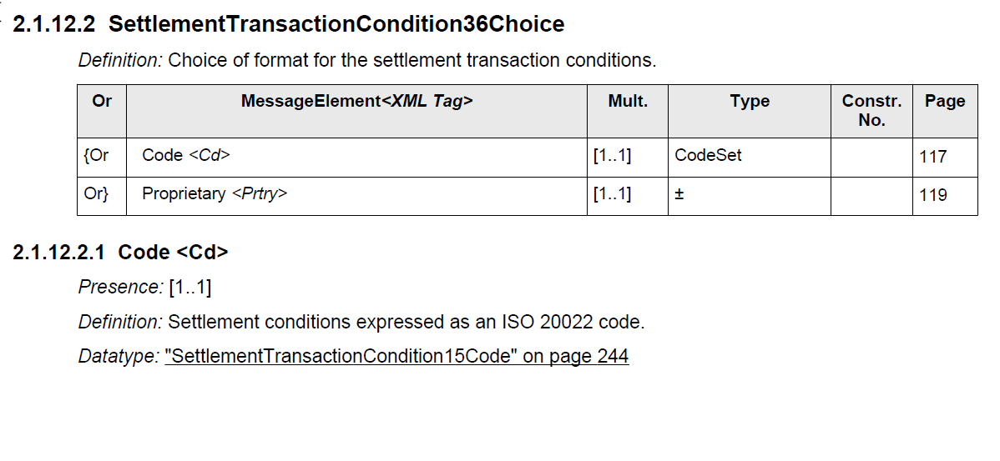 2.1.12.2 SettlementTransactionCondition36Choice
Definition: Choice of format for the settlement transaction conditions.
Or MessageElement<XML Tag> Mult. Type Constr. No. Page
{Or Code <Cd> [1..1] CodeSet 117
Or} Proprietary <Prtry> [1..1] ± 119
2.1.12.2.1 Code <Cd>
Presence: [1..1]
Definition: Settlement conditions expressed as an ISO 20022 code.
Datatype: "SettlementTransactionCondition15Code" on page 244